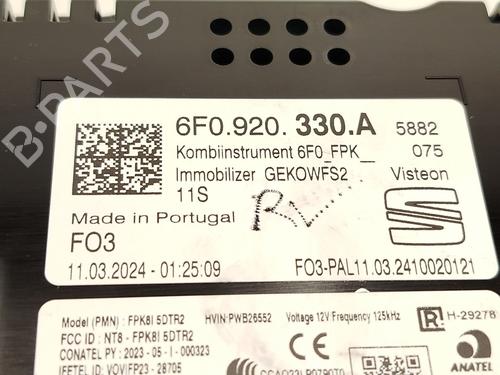 B-PARTS
6F0.920. 330.A 5882
Kombiinstrument 6F0_FPK__ 075
Immobilizer GEKOWFS2 Visteon
11S
Made in Portugal
FO3
11.03.2024 - 01:25:09 FO3-PAL11.03.2410020121
Model (PMN) : FPK8I 5DTR2 HVIN:PWB26552 Voltage 12V Frequency 125kHz R H-29278
FCC ID : NT8 - FPK8I 5DTR2
CONATEL PY : 2023 - 05 - I - 000323
IFETEL ID : VOVIFP23 - 28705 ANATEL